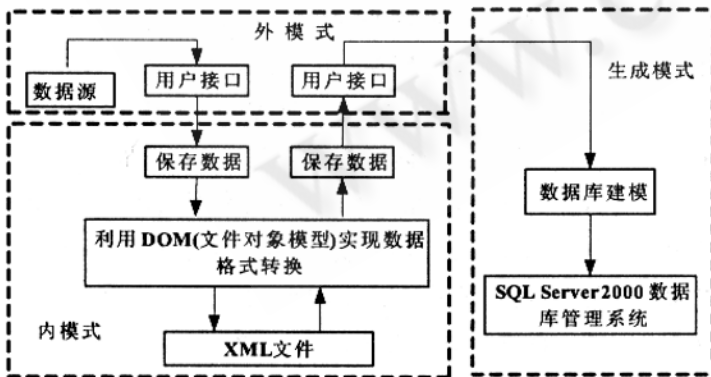 外模式
数据源
用户接口
用户接口
生成模式
保存数据
保存数据
数据库建模
利用DOM(文件对象模型)实现数据
格式转换
SQL Server2000数据
库管理系统
内模式
XML文件